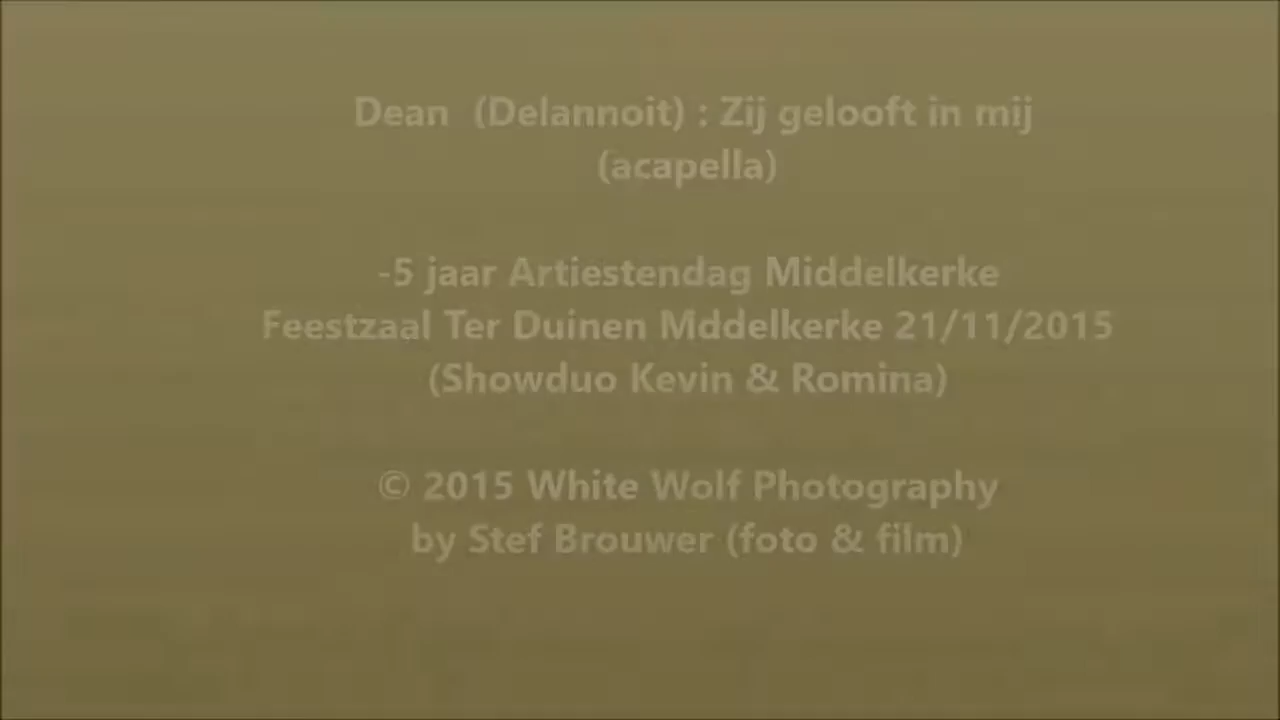 Dean (Delannoit) : Zij gelooft in mij
(acapella)
-5 jaar Artiestendag Middelkerke
Feestzaal Ter Duinen Mddelkerke 21/11/2015
(Showduo Kevin & Romina)
© 2015 White Wolf Photography
by Stef Brouwer (foto & film)